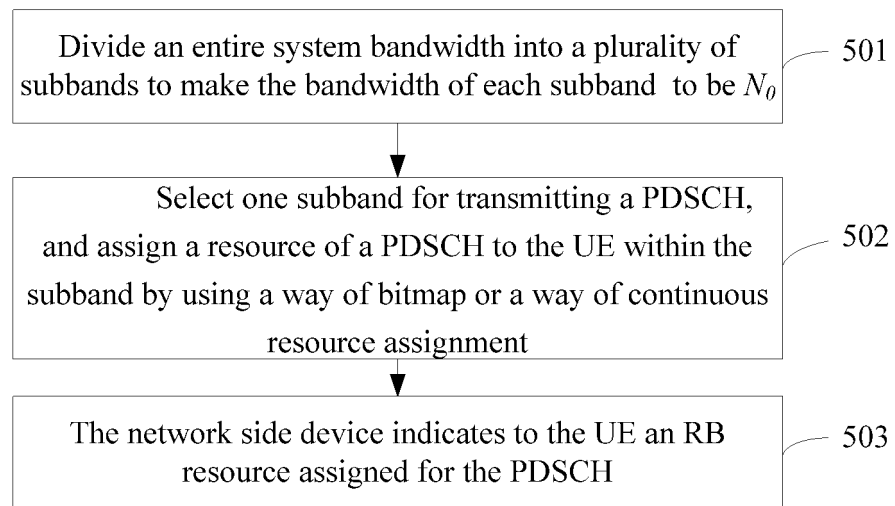 Divide an entire system bandwidth into a plurality of
subbands to make the bandwidth of each subband to be N0
501
Select one subband for transmitting a PDSCH,
and assign a resource of a PDSCH to the UE within the
subband by using a way of bitmap or a way of continuous
resource assignment
502
The network side device indicates to the UE an RB
resource assigned for the PDSCH
503